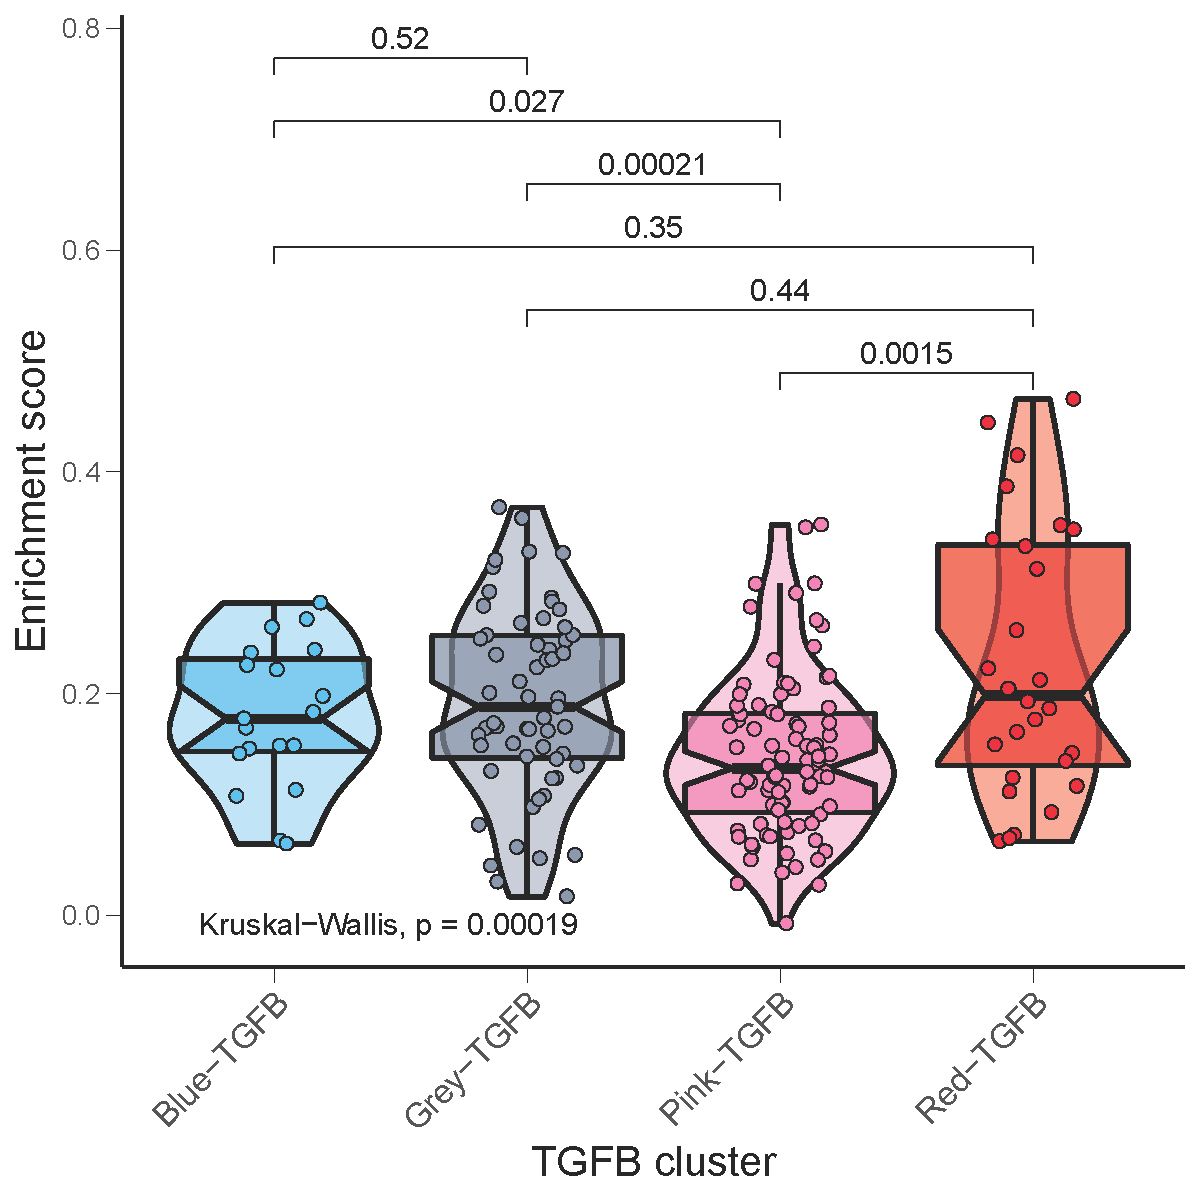 0.8
0.52
0.027
0.00021
0.6
0.35
0.44
0.0015
0.4
0.2
0.0
Enrichment score
Kruskal−Wallis, p = 0.00019
Blue−TGFB
Grey−TGFB
Pink−TGFB
Red−TGFB
TGFB cluster